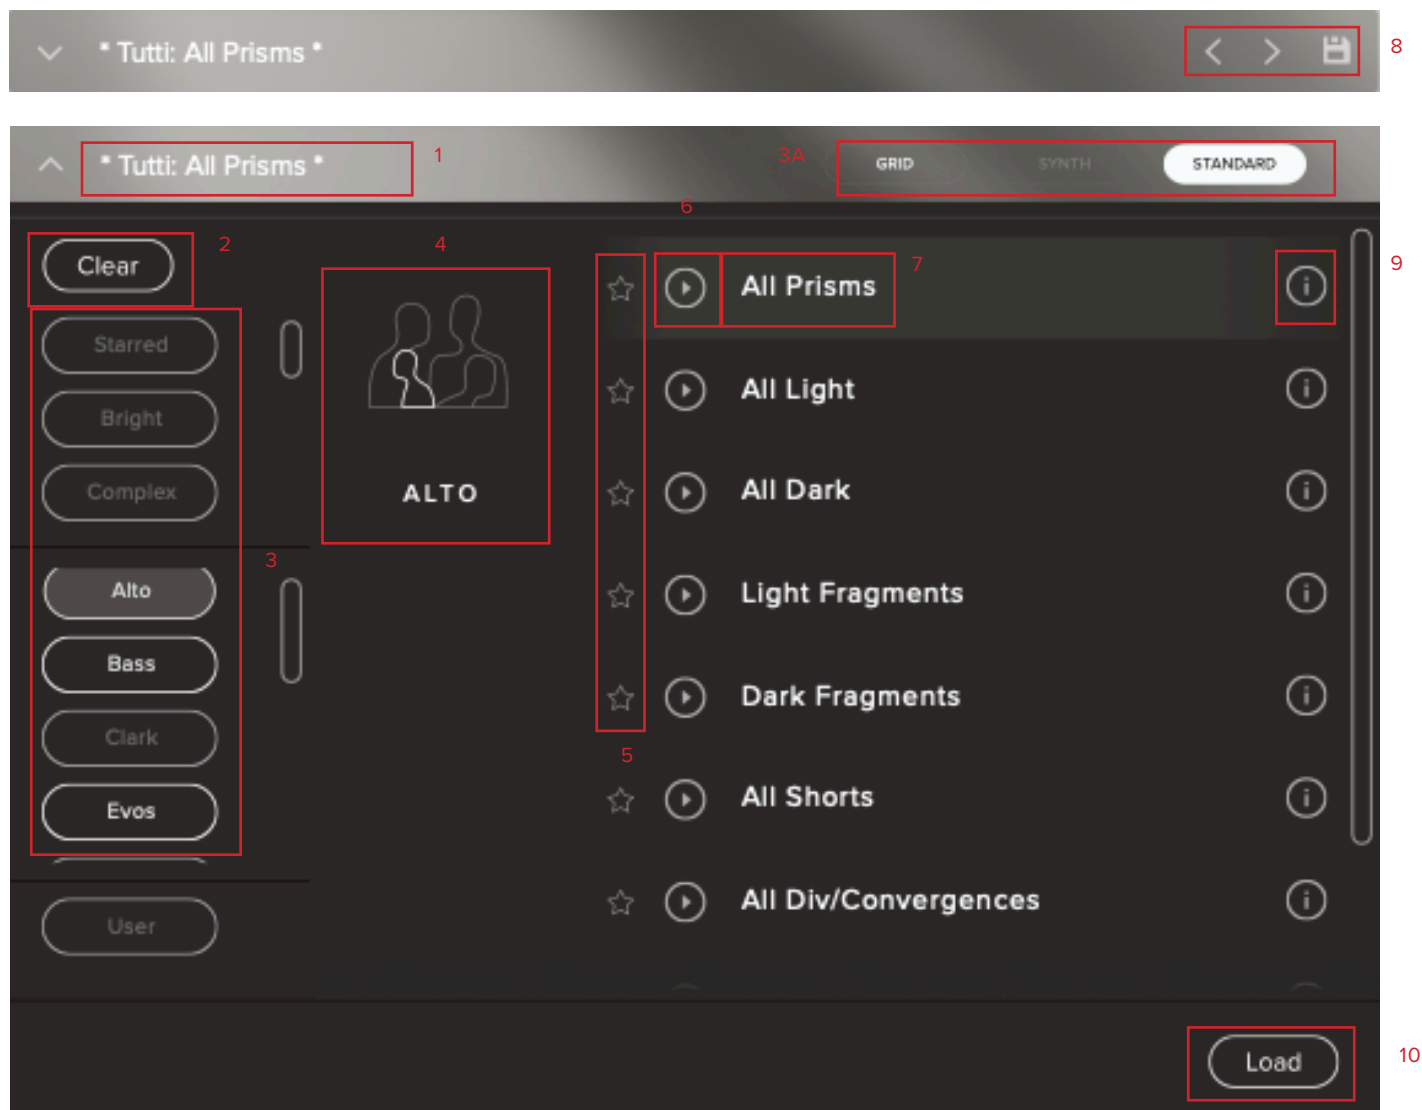 * Tutti: All Prisms *
8
* Tutti: All Prisms *
1
3A
GRID
SYNTH
STANDARD
6
Clear
2
4
7
9
All Prisms
Starred
Bright
All Light
Complex
ALTO
All Dark
3
Alto
Light Fragments
Bass
Dark Fragments
Clark
5
Evos
All Shorts
All Div/Convergences
User
Load
10